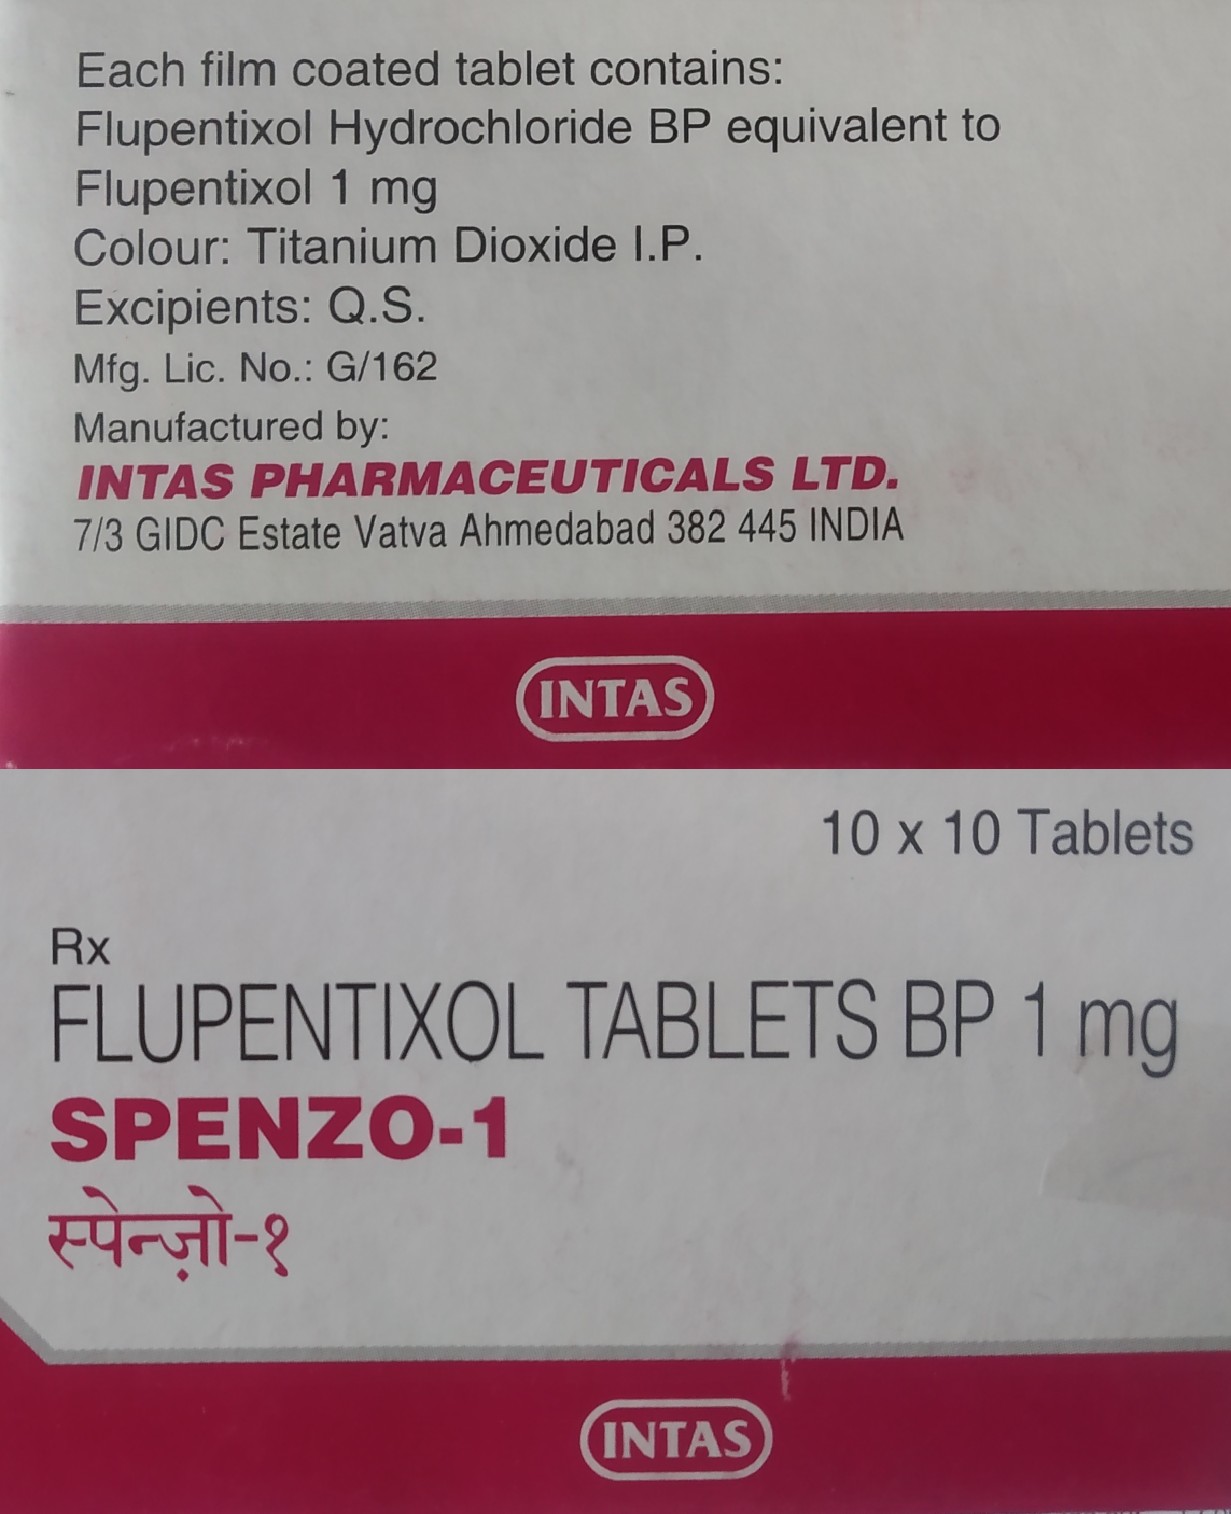 Each film coated tablet contains:
Flupentixol Hydrochloride BP equivalent to
Flupentixol 1 mg
Colour: Titanium Dioxide I.P.
Excipients: Q.S.
Mfg. Lic. No.: G/162
Manufactured by:
INTAS PHARMACEUTICALS LTD.
7/3 GIDC Estate Vatva Ahmedabad 382 445 INDIA
INTAS
10 x 10 Tablets
Rx
FLUPENTIXOL TABLETS BP 1 mg
SPENZO-1
स्पेन्ज़ो-१
INTAS